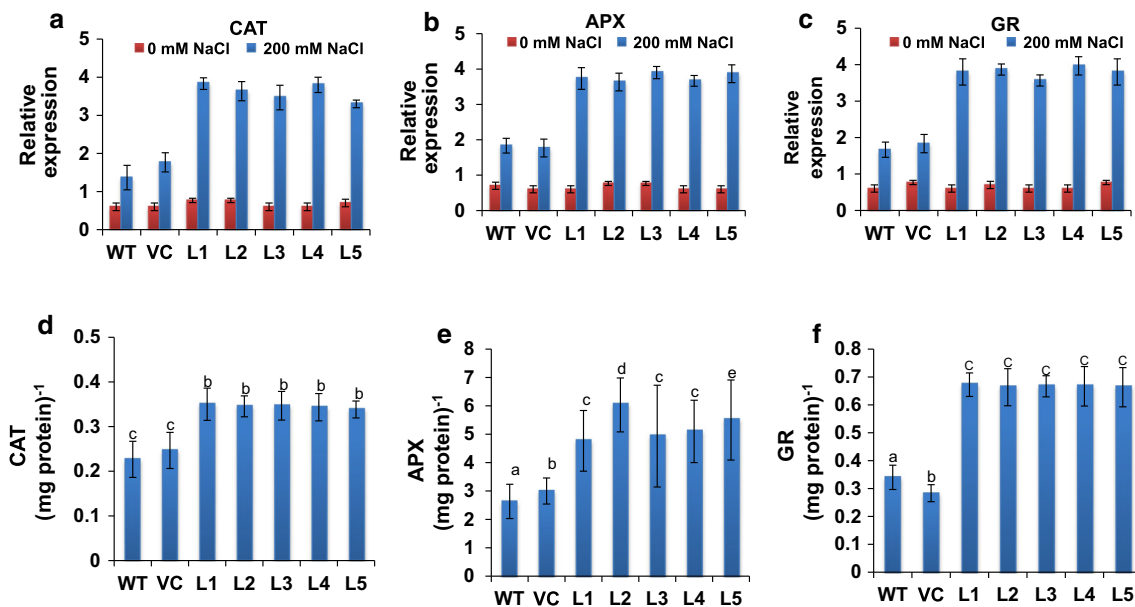 a
CAT
0 mM NaCl 200 mM NaCl
Relative
expression
5
4
3
2
1
0
WT VC L1 L2 L3 L4 L5
b
APX
0 mM NaCl 200 mM NaCl
Relative
expression
5
4
3
2
1
0
WT VC L1 L2 L3 L4 L5
c
GR
0 mM NaCl 200 mM NaCl
Relative
expression
5
4
3
2
1
0
WT VC L1 L2 L3 L4 L5
d
CAT
(mg protein)-1
0.5
0.4
0.3
0.2
0.1
0
c c b b b b b
WT VC L1 L2 L3 L4 L5
e
APX
(mg protein)-1
8
7
6
5
4
3
2
1
0
a b c d c c e
WT VC L1 L2 L3 L4 L5
f
GR
(mg protein)-1
0.8
0.7
0.6
0.5
0.4
0.3
0.2
0.1
0
a b c c c c c
WT VC L1 L2 L3 L4 L5